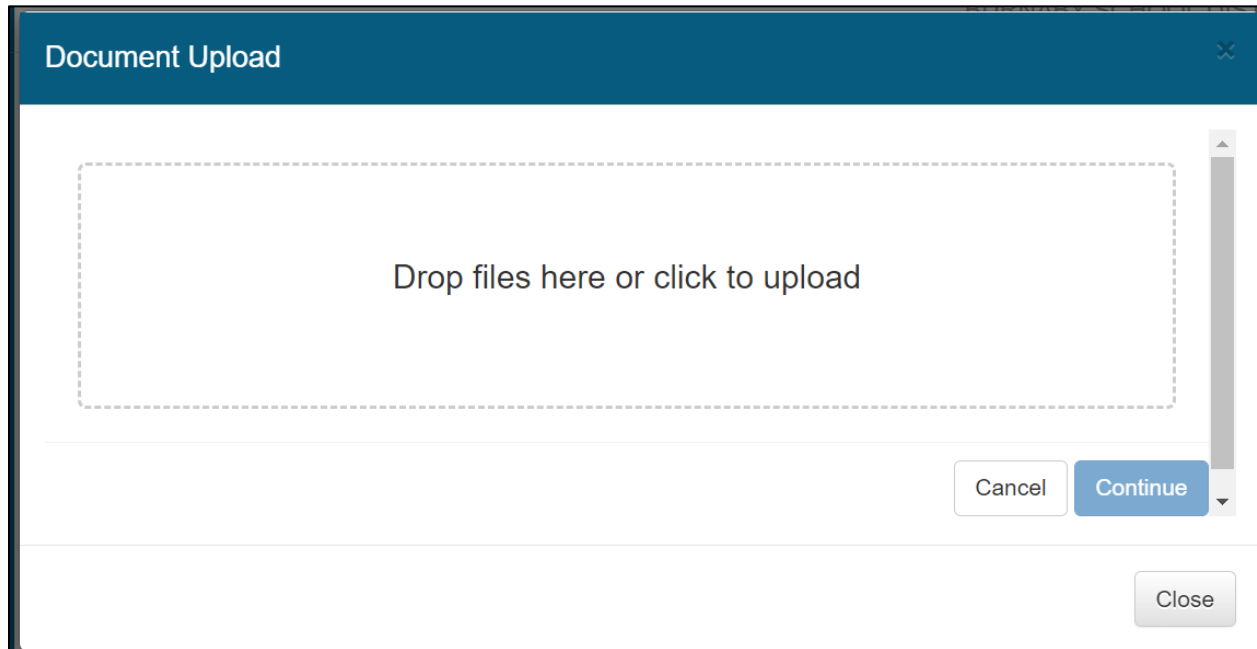 Document Upload
×
Drop files here or click to upload
Cancel
Continue
Close